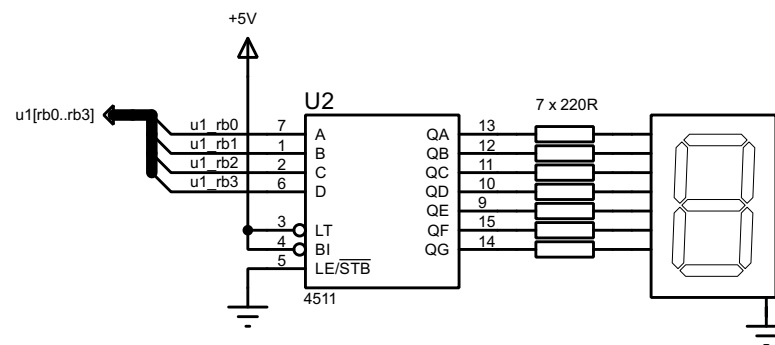 +5V
U2
7 x 220R
u1[rb0..rb3]
u1_rb0 7 A QA 13
u1_rb1 1 B QB 12
u1_rb2 2 C QC 11
u1_rb3 6 D QD 10
QE 9
3 LT QF 15
4 BI QG 14
5 LE/STB
4511